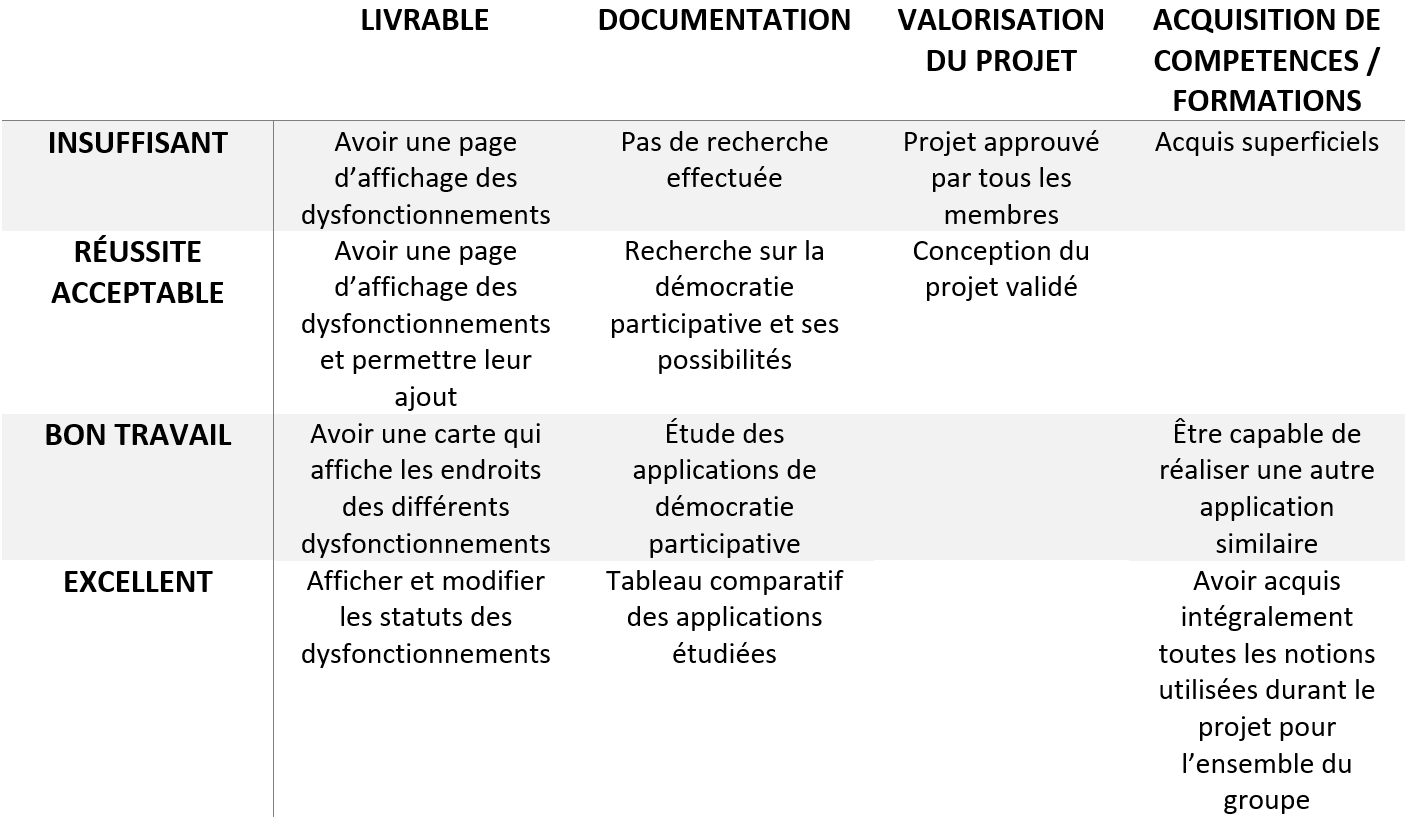 LIVRABLE
DOCUMENTATION
VALORISATION
DU PROJET
ACQUISITION DE
COMPETENCES /
FORMATIONS
INSUFFISANT
Avoir une page
d’affichage des
dysfonctionnements
Pas de recherche
effectuée
Projet approuvé
par tous les
membres
Acquis superficiels
RÉUSSITE
ACCEPTABLE
Avoir une page
d’affichage des
dysfonctionnements
et permettre leur
ajout
Recherche sur la
démocratie
participative et ses
possibilités
Conception du
projet validé
BON TRAVAIL
Avoir une carte qui
affiche les endroits
des différents
dysfonctionnements
Étude des
applications de
démocratie
participative
Être capable de
réaliser une autre
application
similaire
EXCELLENT
Afficher et modifier
les statuts des
dysfonctionnements
Tableau comparatif
des applications
étudiées
Avoir acquis
intégralement
toutes les notions
utilisées durant le
projet pour
l’ensemble du
groupe